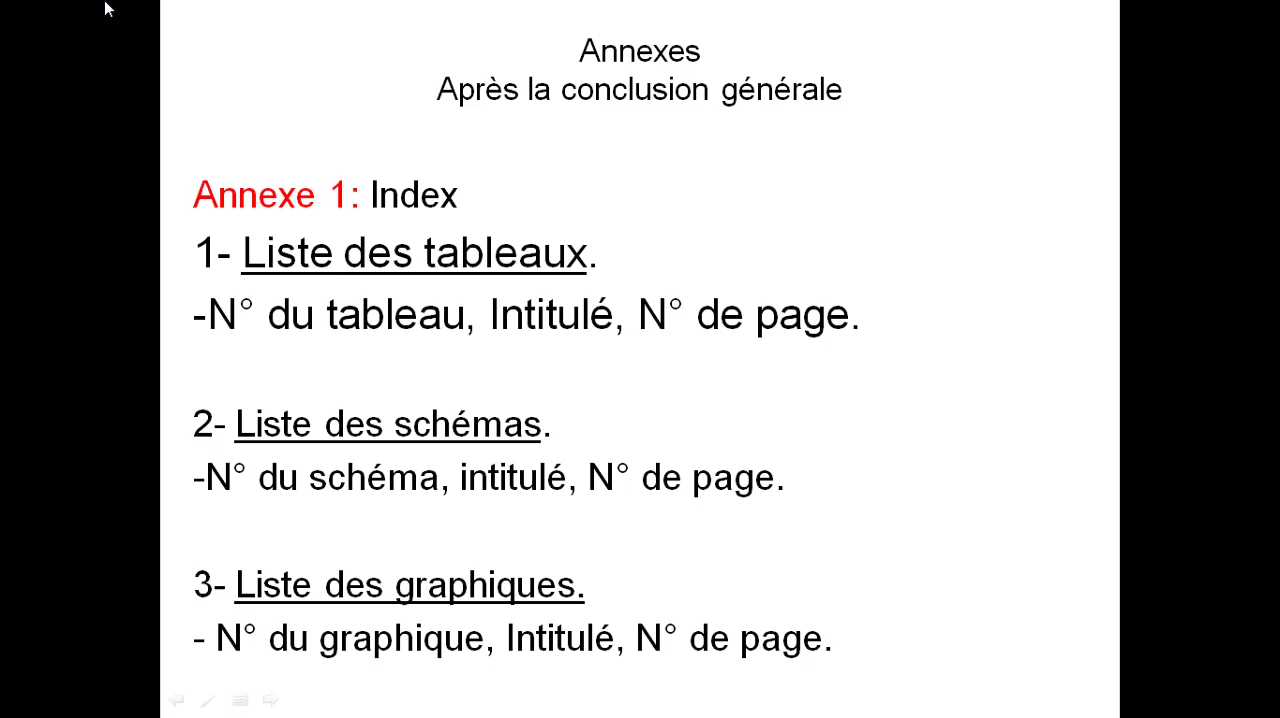 Annexes
Après la conclusion générale
Annexe 1: Index
1- Liste des tableaux.
-N° du tableau, Intitulé, N° de page.
2- Liste des schémas.
-N° du schéma, intitulé, N° de page.
3- Liste des graphiques.
- N° du graphique, Intitulé, N° de page.